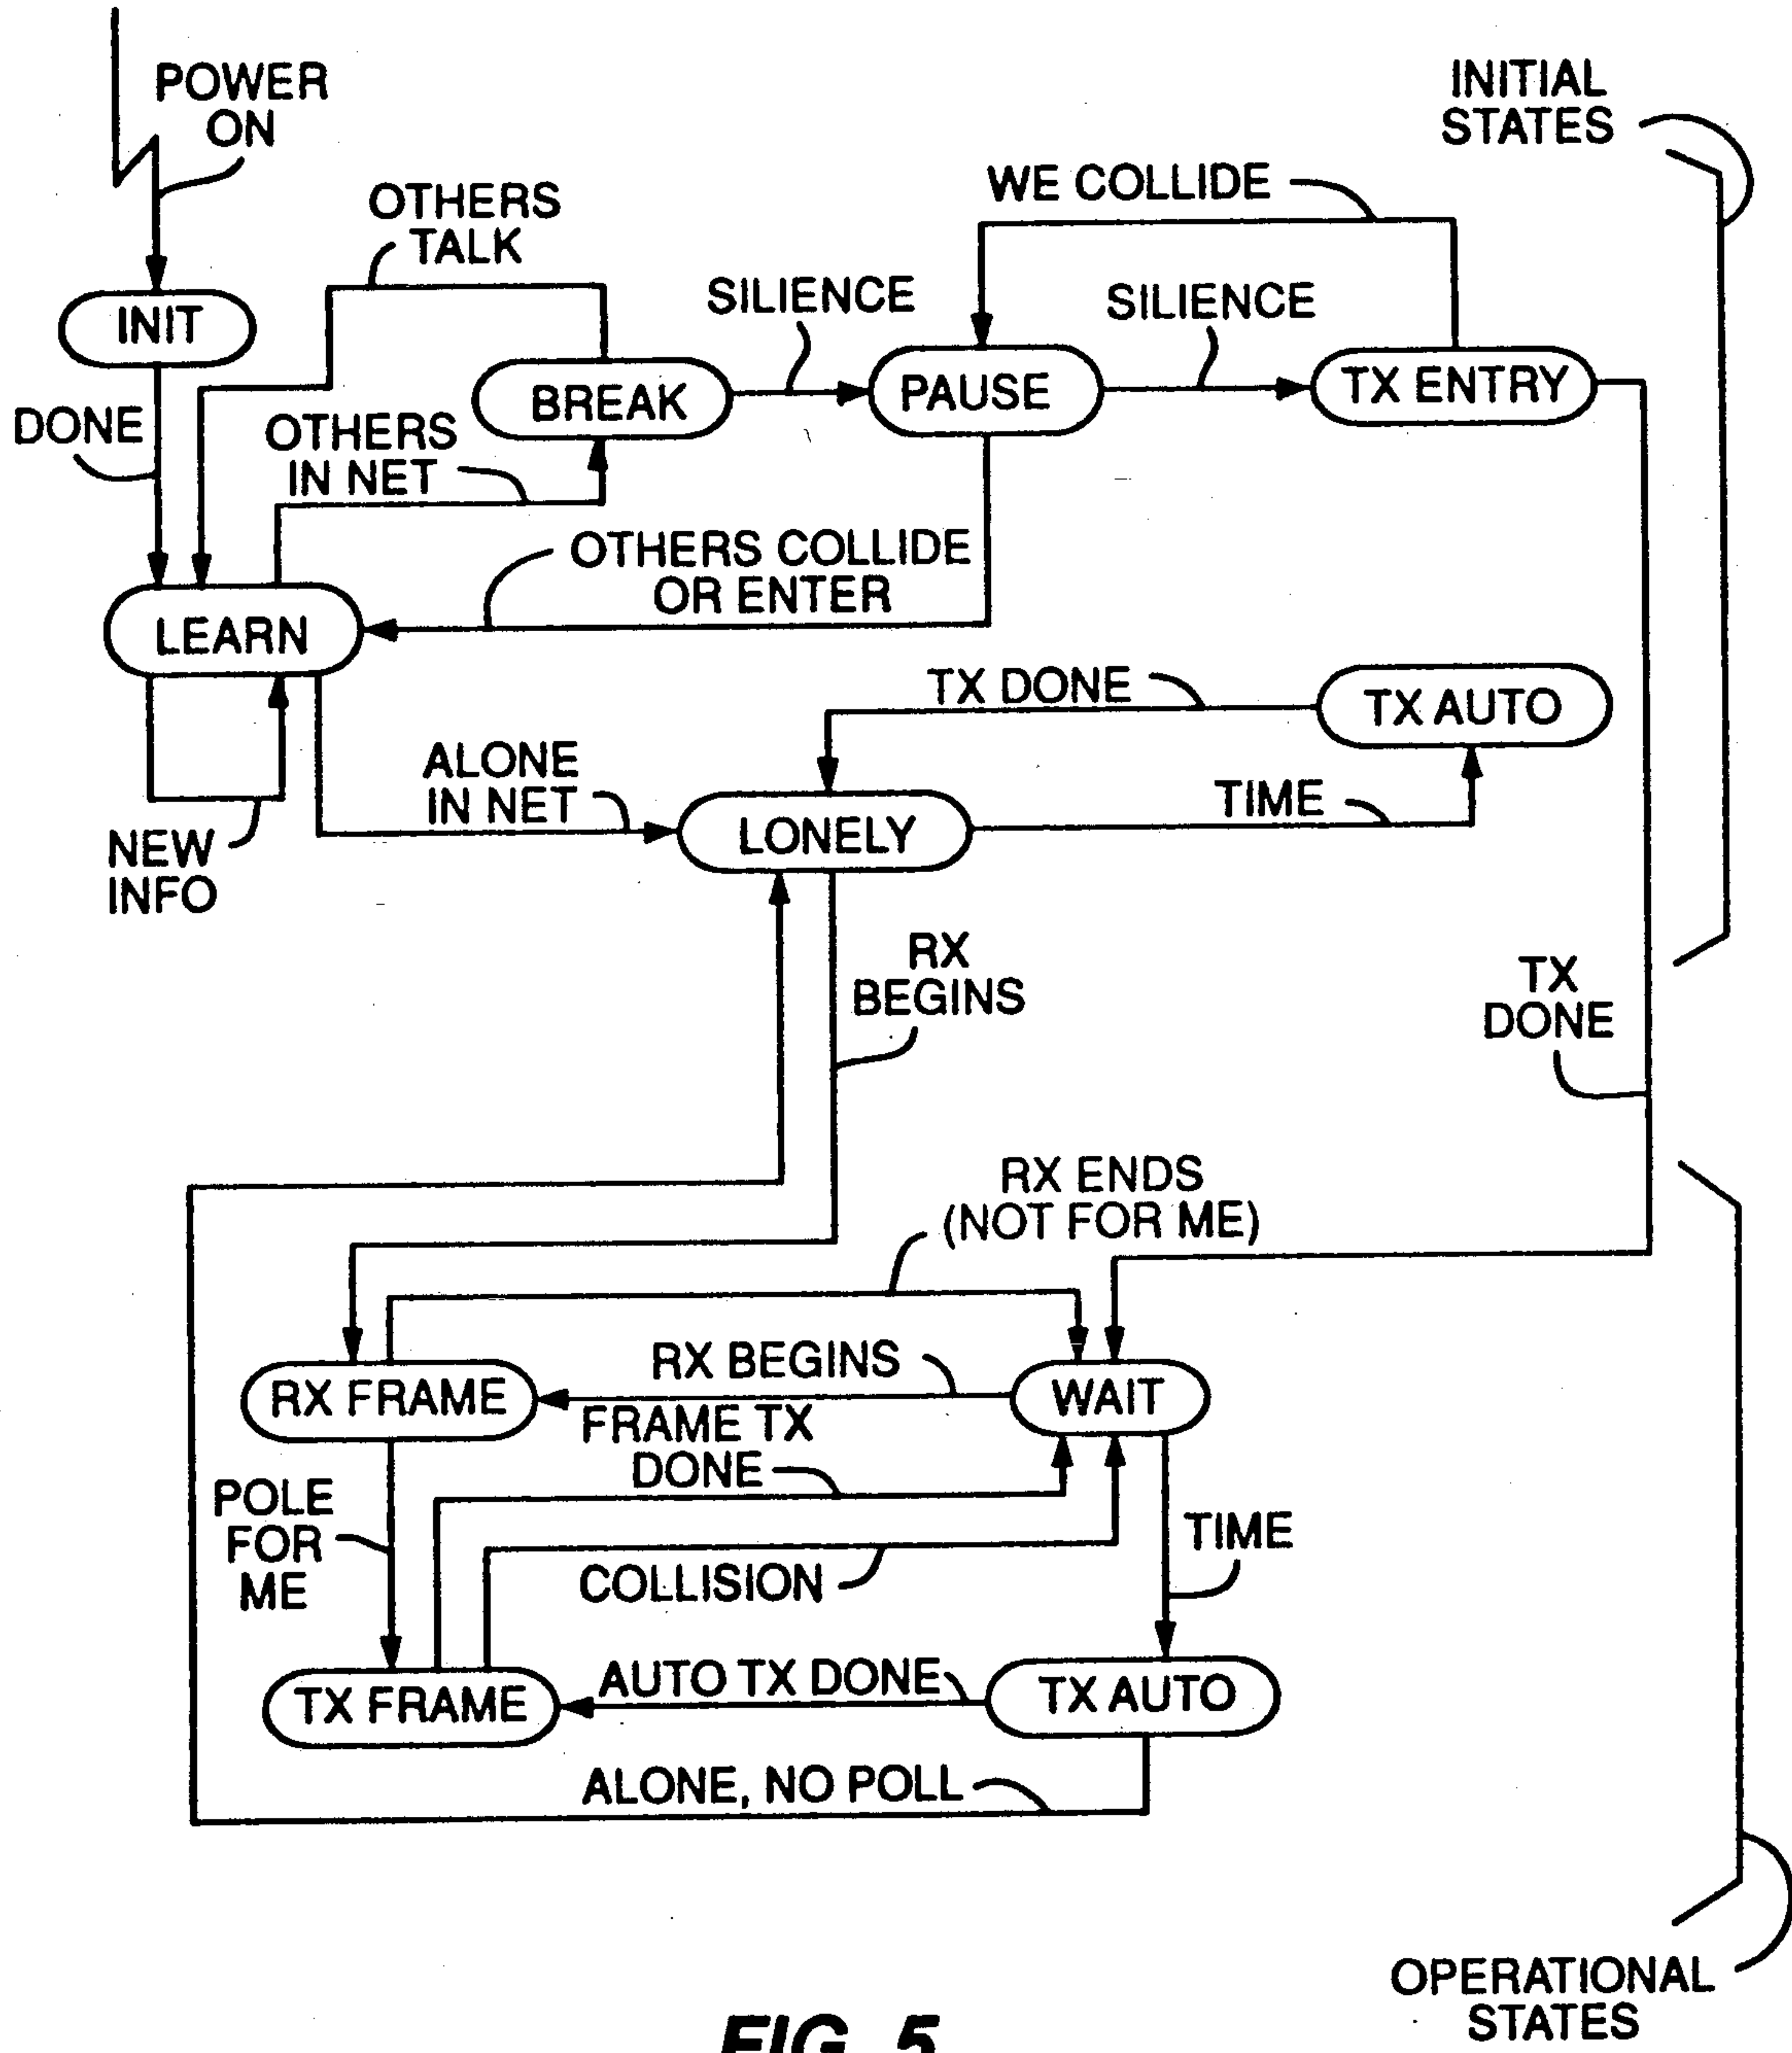 POWER
ON
INITIAL
STATES
WE COLLIDE
OTHERS
TALK
SILIENCE
SILIENCE
INIT
BREAK
PAUSE
TX ENTRY
DONE
OTHERS
IN NET
OTHERS COLLIDE
OR ENTER
LEARN
TX DONE
TX AUTO
ALONE
IN NET
TIME
LONELY
NEW
INFO
RX
BEGINS
TX
DONE
RX ENDS
(NOT FOR ME)
RX BEGINS
RX FRAME
WAIT
FRAME TX
DONE
POLE
FOR
ME
TIME
COLLISION
AUTO TX DONE
TX FRAME
TX AUTO
ALONE, NO POLL
OPERATIONAL
STATES
FIG. 5